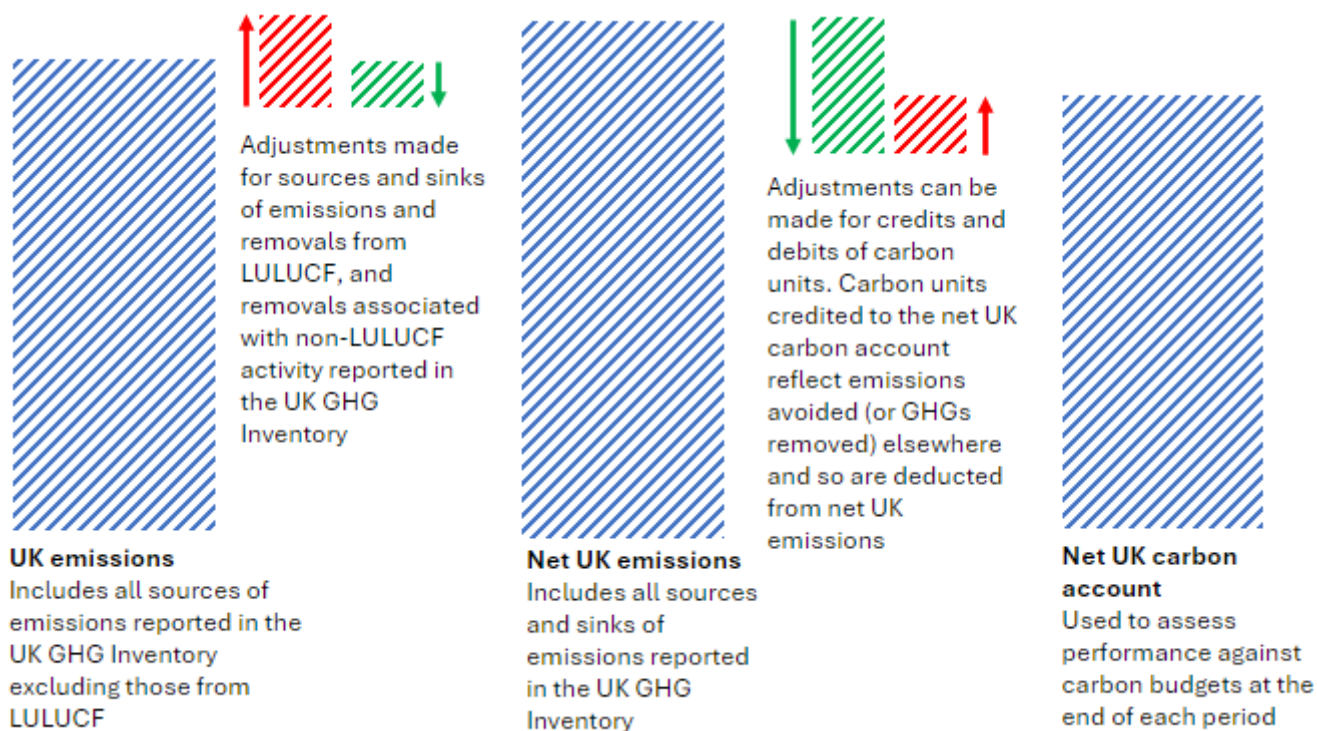 Adjustments made
for sources and sinks
of emissions and
removals from
LULUCF, and
removals associated
with non-LULUCF
activity reported in
the UK GHG
Inventory
Adjustments can be
made for credits and
debits of carbon
units. Carbon units
credited to the net UK
carbon account
reflect emissions
avoided (or GHGs
removed) elsewhere
and so are deducted
from net UK
emissions
UK emissions
Includes all sources of
emissions reported in the
UK GHG Inventory
excluding those from
LULUCF
Net UK emissions
Includes all sources
and sinks of
emissions reported
in the UK GHG
Inventory
Net UK carbon
account
Used to assess
performance against
carbon budgets at the
end of each period